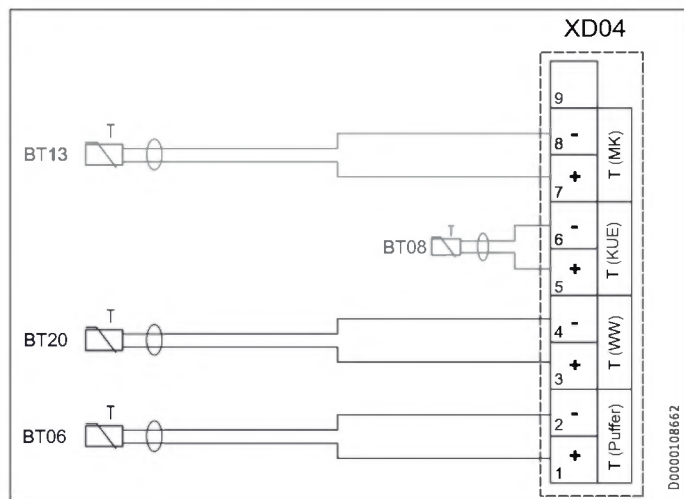 XD04
9
T
BT13
8 -
7 +
T (MK)
T
BT08
6 -
5 +
T (KUE)
T
BT20
4 -
3 +
T (WW)
T
BT06
2 -
1 +
T (Puffer)
D0000108662